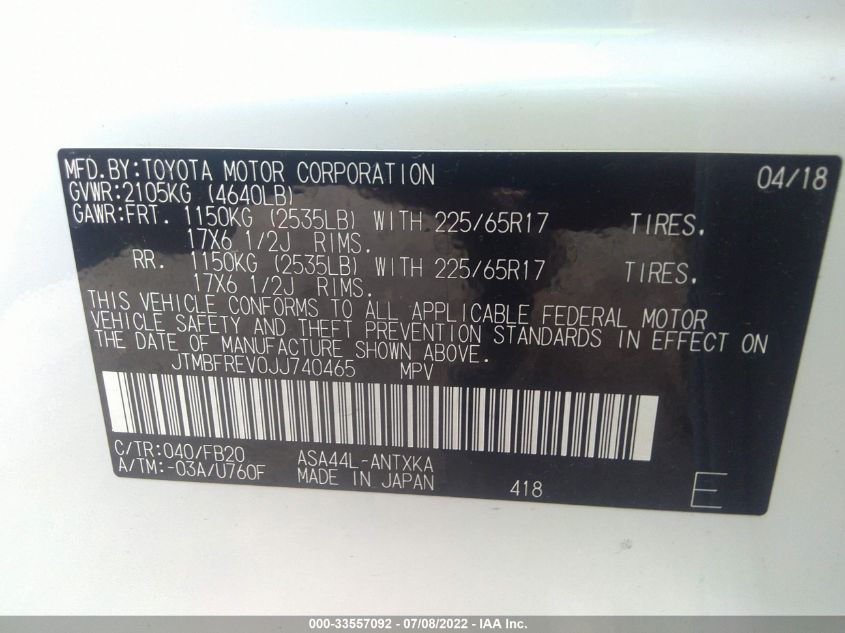 MFD.BY:TOYOTA MOTOR CORPORATION 04/18
GVWR:2105KG (4640LB)
GAWR:FRT. 1150KG (2535LB) WITH 225/65R17 TIRES.
17X6 1/2J RIMS.
RR. 1150KG (2535LB) WITH 225/65R17 TIRES.
17X6 1/2J RIMS.
THIS VEHICLE CONFORMS TO ALL APPLICABLE FEDERAL MOTOR
VEHICLE SAFETY AND THEFT PREVENTION STANDARDS IN EFFECT ON
THE DATE OF MANUFACTURE SHOWN ABOVE.
JTMBFREV0JJ740465 MPV
C/TR:040/FB20 ASA44L-ANTXKA
A/TM:-03A/U760F MADE IN JAPAN 418 E
000-33557092 - 07/08/2022 - IAA Inc.